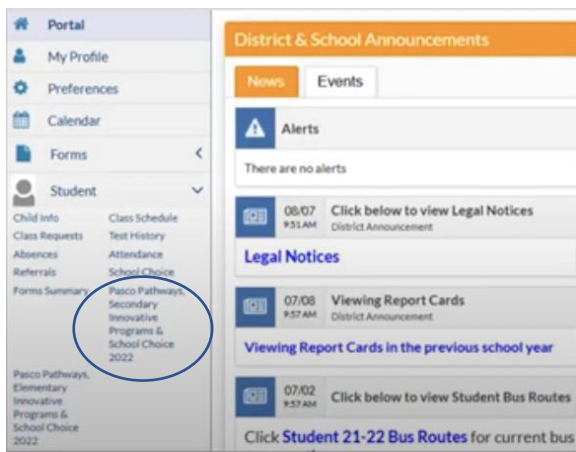 Portal
My Profile
Preferences
Calendar
Forms
Student
Child Info
Class Schedule
Class Requests
Test History
Absences
Attendance
Referrals
School Choice
Forms Summary
Pasco Pathways,
Secondary
Innovative
Programs &
School Choice
2022
Pasco Pathways,
Elementary
Innovative
Programs &
School Choice
2022
District & School Announcements
News
Events
Alerts
There are no alerts
08/07
9:51 AM
Click below to view Legal Notices
District Announcement
Legal Notices
07/08
9:57 AM
Viewing Report Cards
District Announcement
Viewing Report Cards in the previous school year
07/02
9:57 AM
Click below to view Student Bus Routes
Click Student 21-22 Bus Routes for current bus